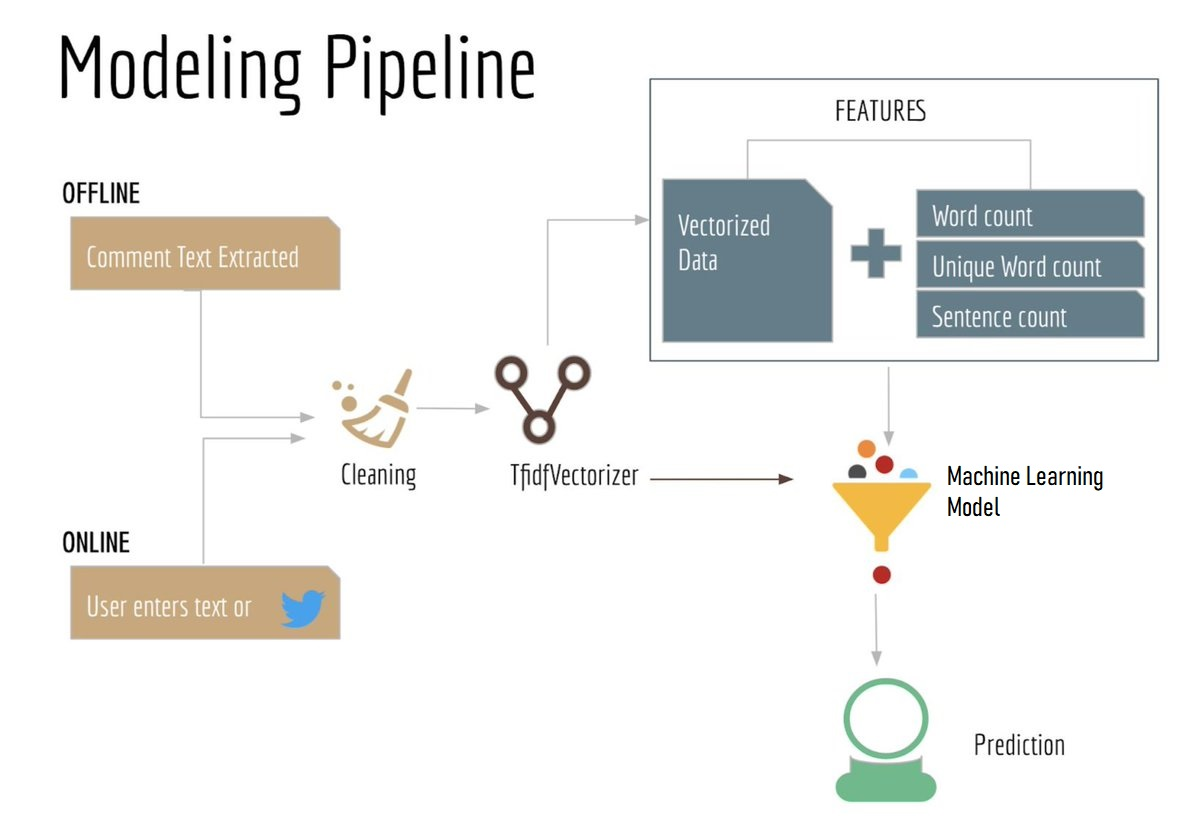 Modeling Pipeline
FEATURES
OFFLINE
Comment Text Extracted
Vectorized
Data
Word count
Unique Word count
Sentence count
Cleaning
TfidfVectorizer
Machine Learning
Model
ONLINE
User enters text or
Prediction